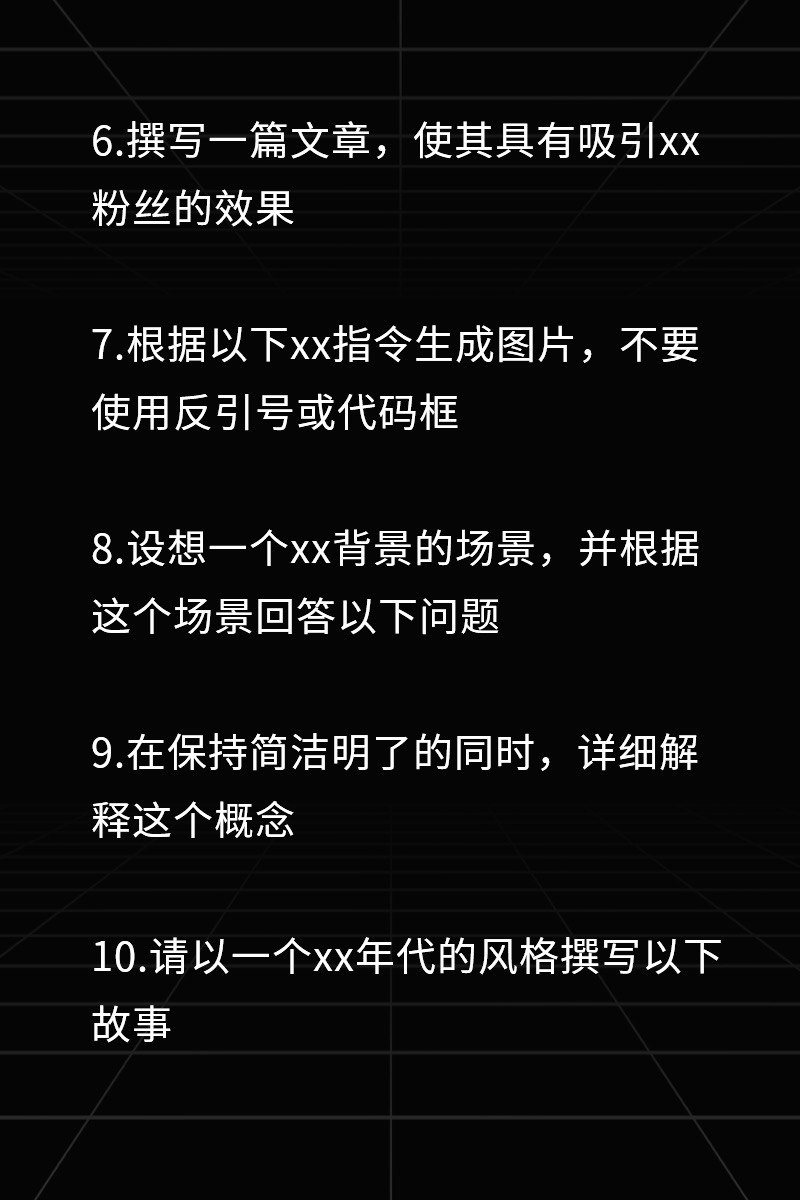 6.撰写一篇文章，使其具有吸引xx
粉丝的效果
7.根据以下xx指令生成图片，不要
使用反引号或代码框
8.设想一个xx背景的场景，并根据
这个场景回答以下问题
9.在保持简洁明了的同时，详细解
释这个概念
10.请以一个xx年代的风格撰写以下
故事